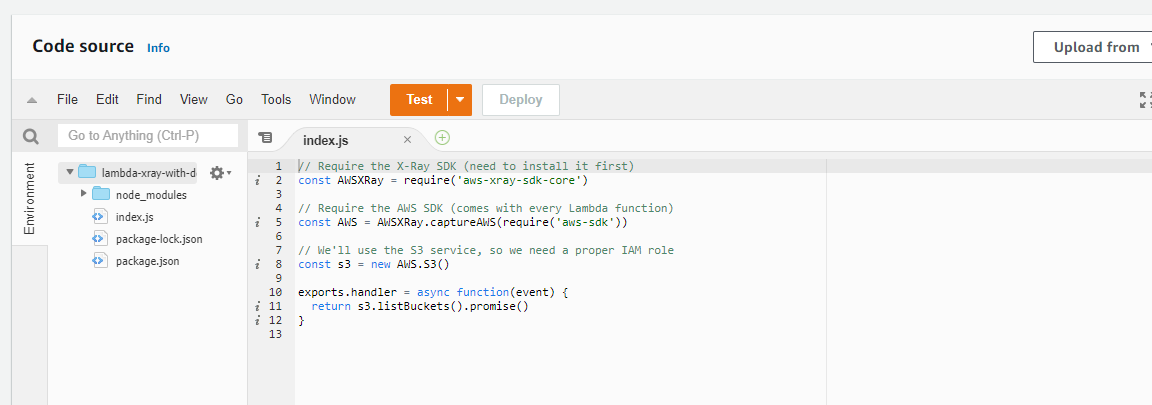 Code source Info
Upload from
File Edit Find View Go Tools Window Test Deploy
Go to Anything (Ctrl-P)
index.js
Environment
lambda-xray-with-d
node_modules
index.js
package-lock.json
package.json
1 // Require the X-Ray SDK (need to install it first)
i 2 const AWSXRay = require('aws-xray-sdk-core')
3
4 // Require the AWS SDK (comes with every Lambda function)
i 5 const AWS = AWSXRay.captureAWS(require('aws-sdk'))
6
7 // We'll use the S3 service, so we need a proper IAM role
i 8 const s3 = new AWS.S3()
9
10 exports.handler = async function(event) {
i 11 return s3.listBuckets().promise()
i 12 }
13